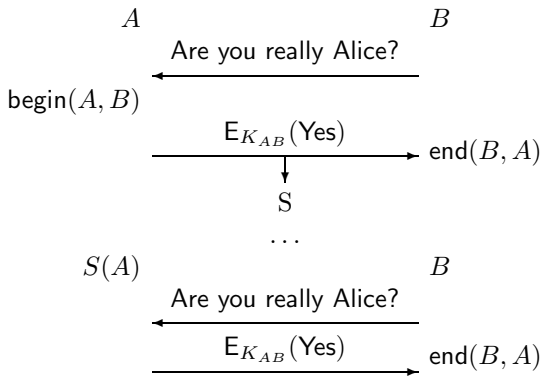 A B
Are you really Alice?
begin(A, B)
E_{K_{AB}}(Yes)
end(B, A)
S
...
S(A) B
Are you really Alice?
E_{K_{AB}}(Yes)
end(B, A)